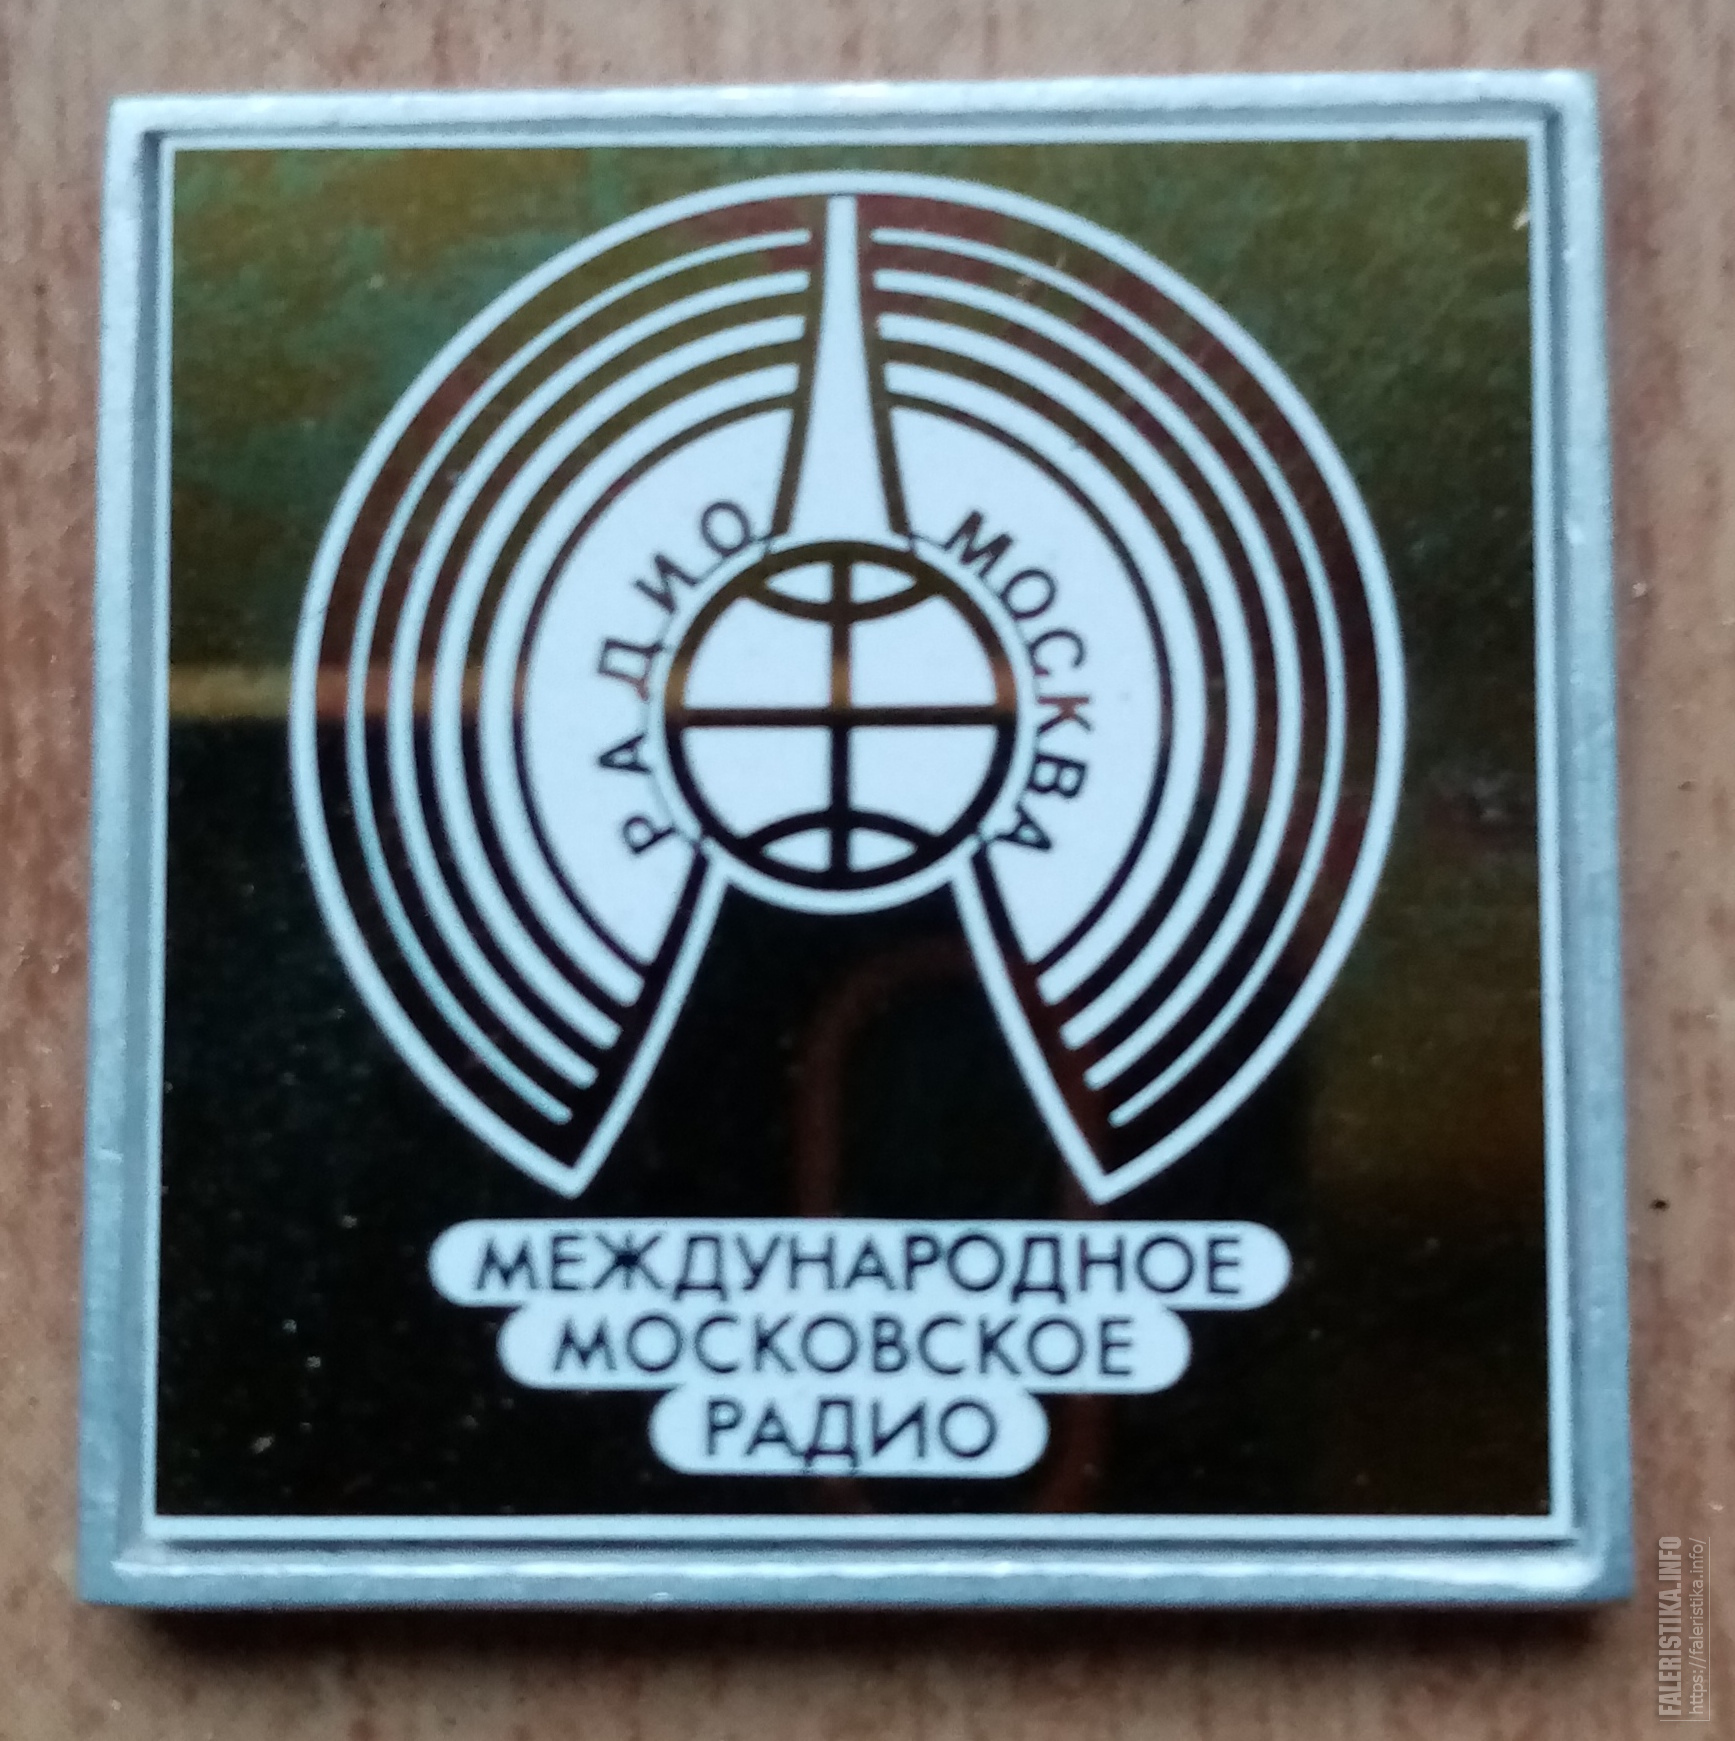 РАДИО МОСКВА
МЕЖДУНАРОДНОЕ
МОСКОВСКОЕ
РАДИО
FALERISTIKA.INFO
https://faleristika.info/